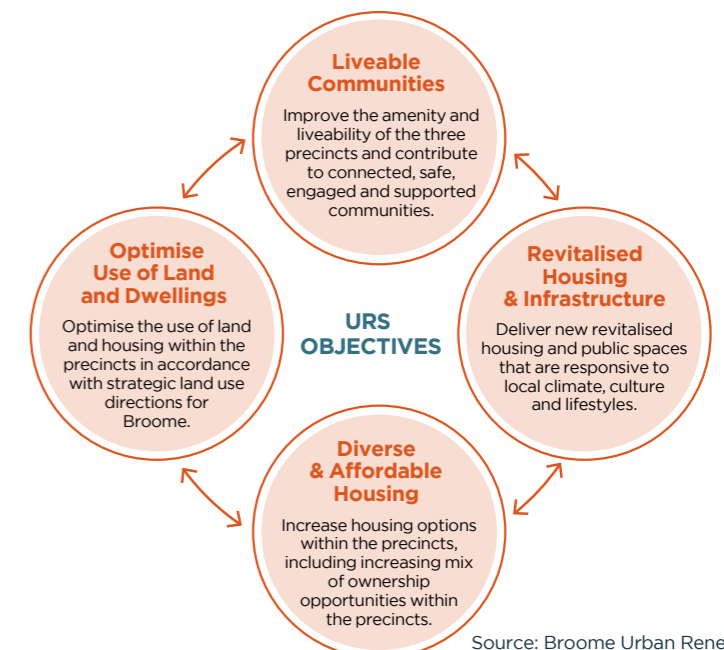 Liveable
Communities
Improve the amenity and
liveability of the three
precincts and contribute
to connected, safe,
engaged and supported
communities.
Optimise
Use of Land
and Dwellings
Optimise the use of land
and housing within the
precincts in accordance
with strategic land use
directions for
Broome.
URS
OBJECTIVES
Revitalised
Housing
& Infrastructure
Deliver new revitalised
housing and public spaces
that are responsive to
local climate, culture
and lifestyles.
Diverse
& Affordable
Housing
Increase housing options
within the precincts,
including increasing mix
of ownership
opportunities within
the precincts.
Source: Broome Urban Rene